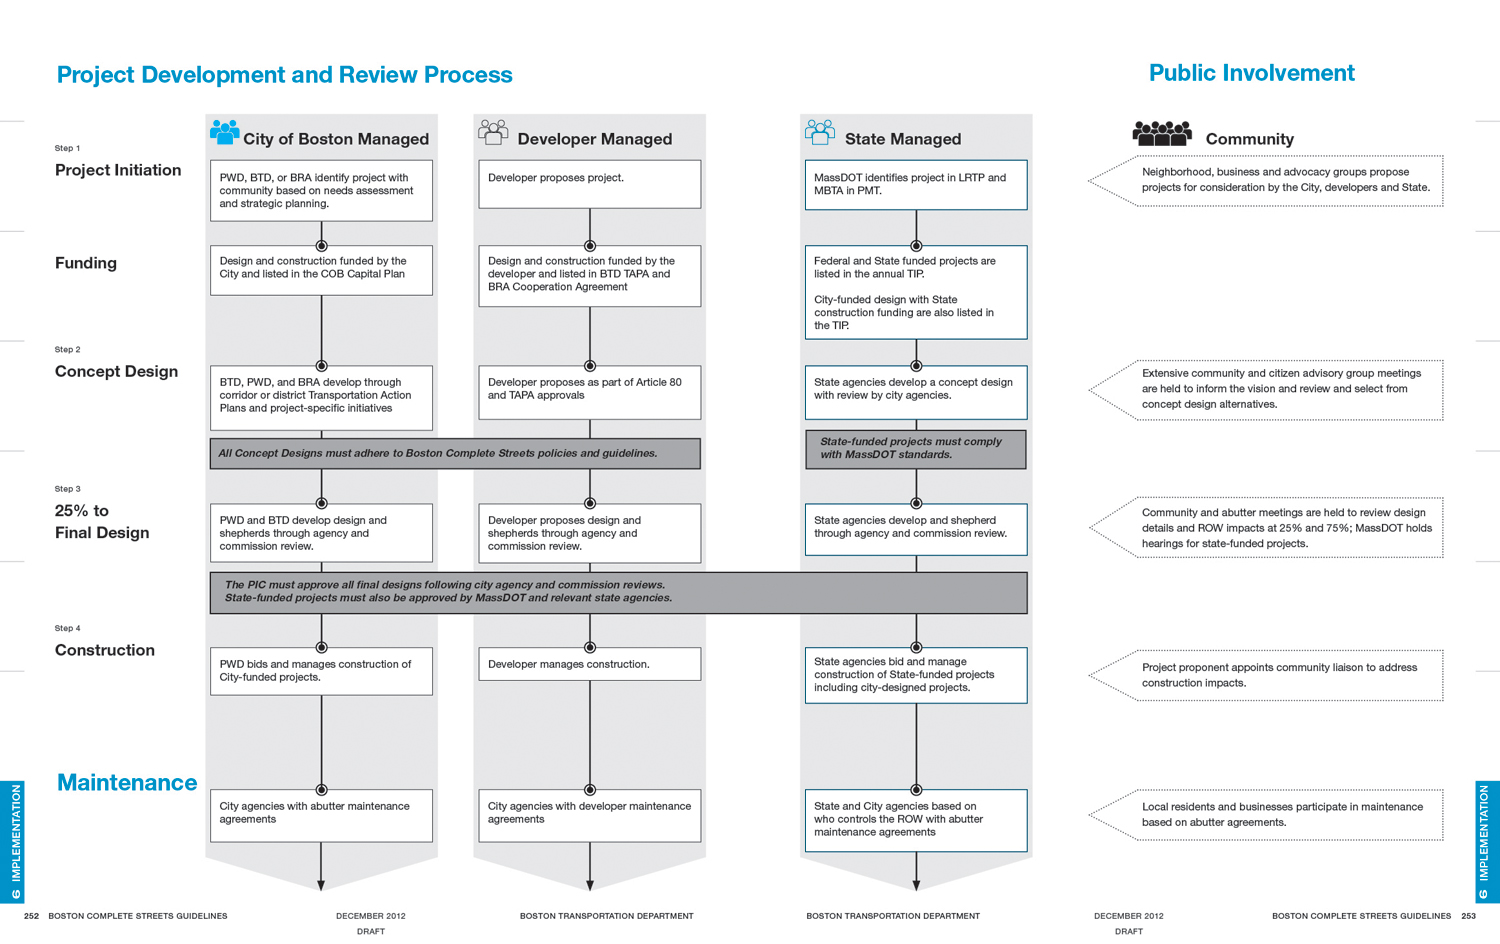 Project Development and Review Process
Public Involvement
City of Boston Managed
Developer Managed
State Managed
Community
Step 1
Project Initiation
PWD, BTD, or BRA identify project with
community based on needs assessment
and strategic planning.
Developer proposes project.
MassDOT identifies project in LRTP and
MBTA in PMT.
Neighborhood, business and advocacy groups propose
projects for consideration by the City, developers and State.
Funding
Design and construction funded by the
City and listed in the COB Capital Plan
Design and construction funded by the
developer and listed in BTD TAPA and
BRA Cooperation Agreement
Federal and State funded projects are
listed in the annual TIP.
City-funded design with State
construction funding are also listed in
the TIP.
Step 2
Concept Design
BTD, PWD, and BRA develop through
corridor or district Transportation Action
Plans and project-specific initiatives
Developer proposes as part of Article 80
and TAPA approvals
State agencies develop a concept design
with review by city agencies.
Extensive community and citizen advisory group meetings
are held to inform the vision and review and select from
concept design alternatives.
All Concept Designs must adhere to Boston Complete Streets policies and guidelines.
State-funded projects must comply
with MassDOT standards.
Step 3
25% to
Final Design
PWD and BTD develop design and
shepherds through agency and
commission review.
Developer proposes design and
shepherds through agency and
commission review.
State agencies develop and shepherd
through agency and commission review.
Community and abutter meetings are held to review design
details and ROW impacts at 25% and 75%; MassDOT holds
hearings for state-funded projects.
The PIC must approve all final designs following city agency and commission reviews.
State-funded projects must also be approved by MassDOT and relevant state agencies.
Step 4
Construction
PWD bids and manages construction of
City-funded projects.
Developer manages construction.
State agencies bid and manage
construction of State-funded projects
including city-designed projects.
Project proponent appoints community liaison to address
construction impacts.
Maintenance
City agencies with abutter maintenance
agreements
City agencies with developer maintenance
agreements
State and City agencies based on
who controls the ROW with abutter
maintenance agreements
Local residents and businesses participate in maintenance
based on abutter agreements.
6 IMPLEMENTATION
6 IMPLEMENTATION
252 BOSTON COMPLETE STREETS GUIDELINES
DECEMBER 2012
DRAFT
BOSTON TRANSPORTATION DEPARTMENT
BOSTON TRANSPORTATION DEPARTMENT
DECEMBER 2012
DRAFT
BOSTON COMPLETE STREETS GUIDELINES 253